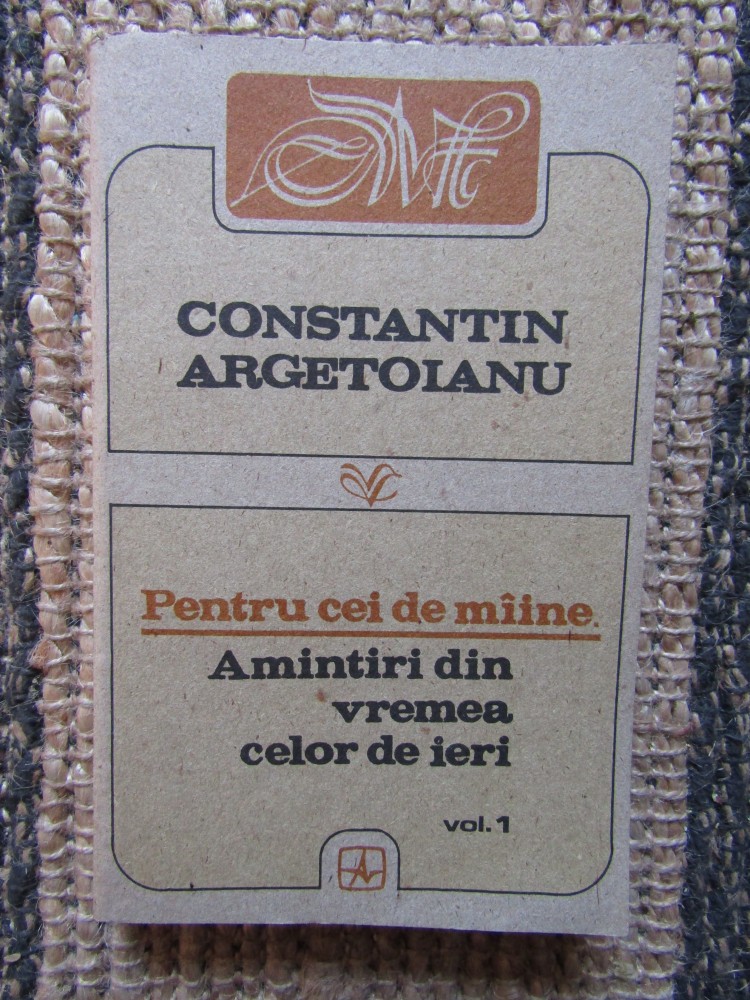 CONSTANTIN
ARGETOIANU
Pentru cei de mîine.
Amintiri din
vremea
celor de ieri
vol. 1